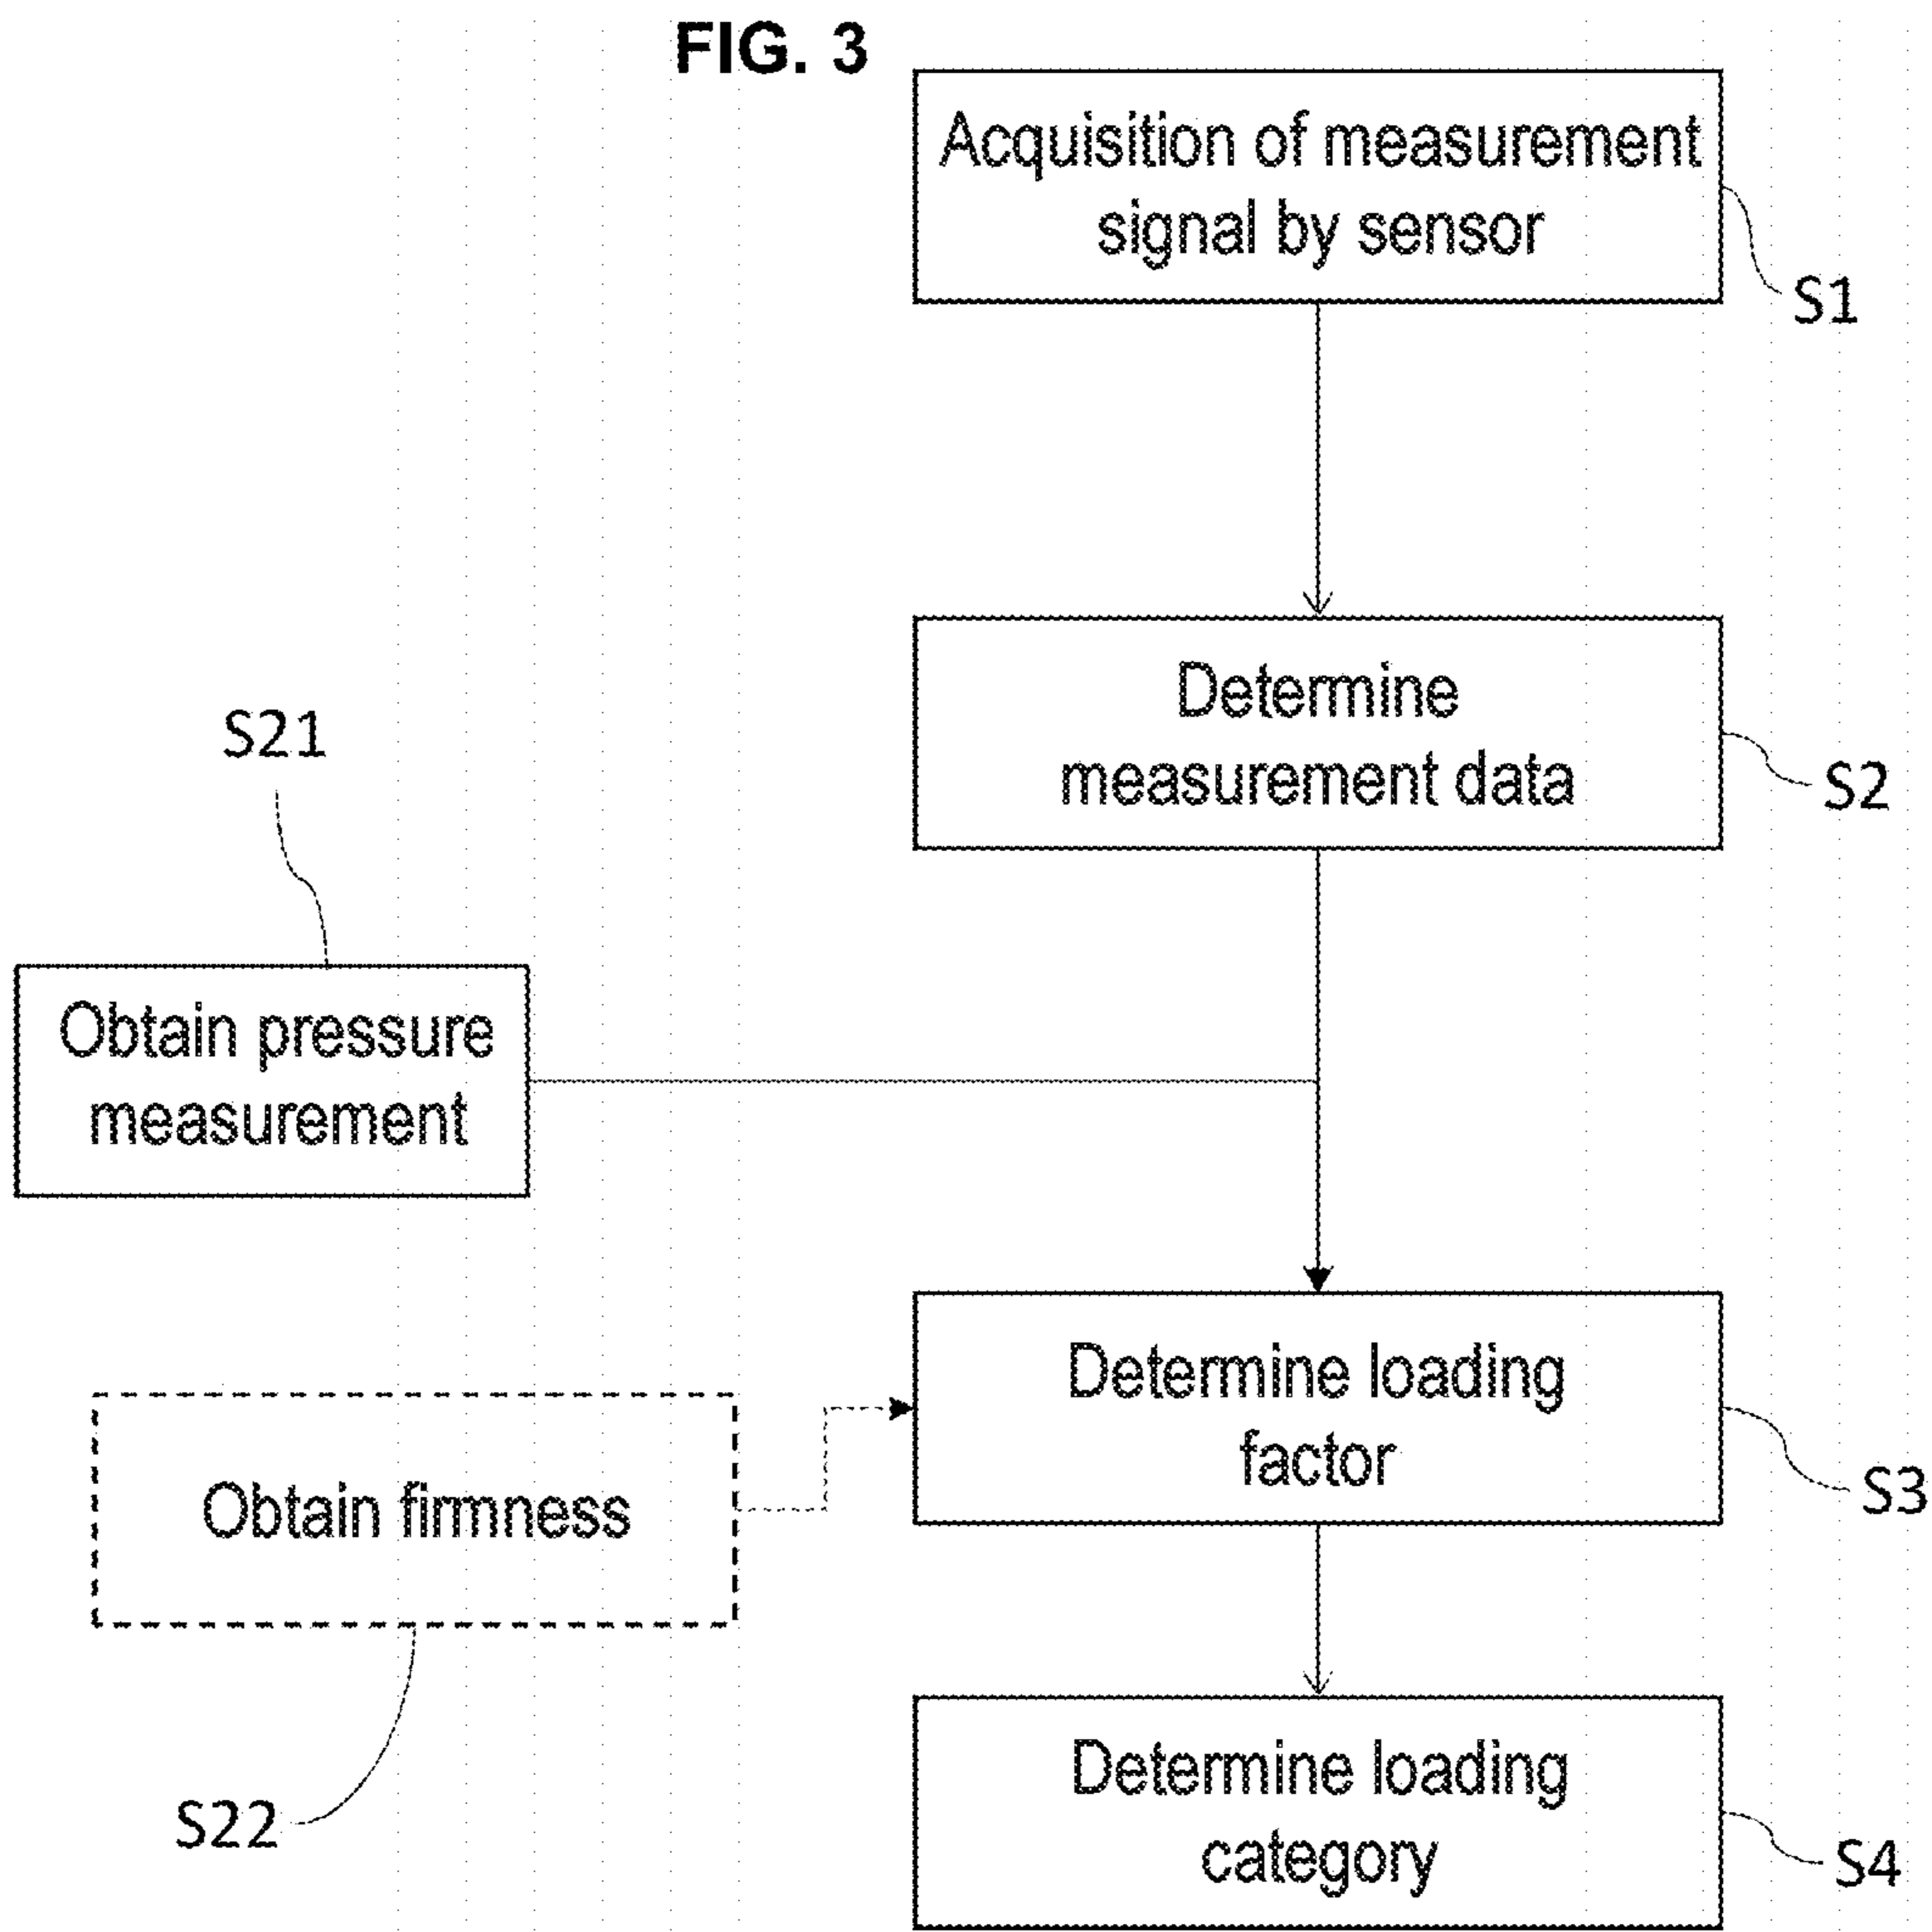 FIG. 3
Acquisition of measurement
signal by sensor
S1
Determine
measurement data
S2
S21
Obtain pressure
measurement
Determine loading
factor
S3
Obtain firmness
S22
Determine loading
category
S4